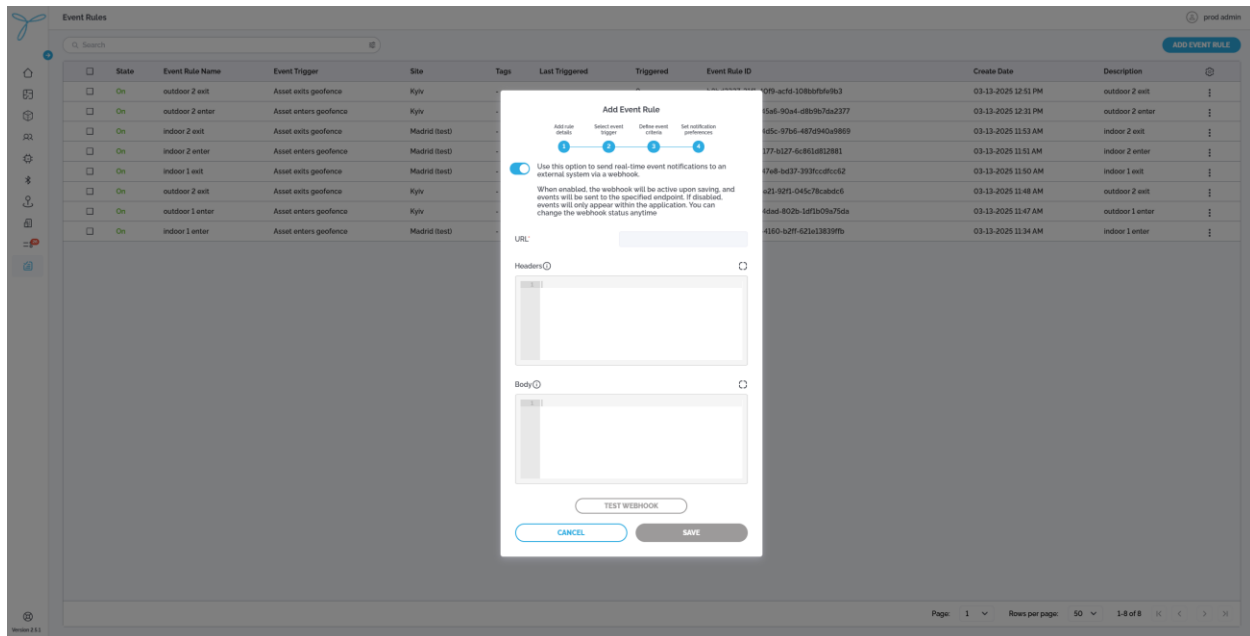 Event Rules
prod admin
Search
ADD EVENT RULE
State Event Rule Name Event Trigger Site Tags Last Triggered Triggered Event Rule ID Create Date Description
On outdoor 2 exit Asset exits geofence Kyiv - 03-13-2025 12:51 PM outdoor 2 exit
On outdoor 2 enter Asset enters geofence Kyiv - 03-13-2025 12:31 PM outdoor 2 enter
On indoor 2 exit Asset exits geofence Madrid (test) - 03-13-2025 11:53 AM indoor 2 exit
On indoor 2 enter Asset enters geofence Madrid (test) - 03-13-2025 11:51 AM indoor 2 enter
On indoor 1 exit Asset exits geofence Madrid (test) - 03-13-2025 11:50 AM indoor 1 exit
On outdoor 2 exit Asset exits geofence Kyiv - 03-13-2025 11:48 AM outdoor 2 exit
On outdoor 1 enter Asset enters geofence Kyiv - 03-13-2025 11:47 AM outdoor 1 enter
On indoor 1 enter Asset enters geofence Madrid (test) - 03-13-2025 11:34 AM indoor 1 enter
Add Event Rule
Add rule details
Select event trigger
Define event criteria
Set notification preferences
1 2 3 4
Use this option to send real-time event notifications to an
external system via a webhook.
When enabled, the webhook will be active upon saving, and
events will be sent to the specified endpoint. If disabled,
events will only appear within the application. You can
change the webhook status anytime
URL*
Headers
1
Body
1
TEST WEBHOOK
CANCEL SAVE
Page: 1 Rows per page: 50 1-8 of 8
Version 2.5.1